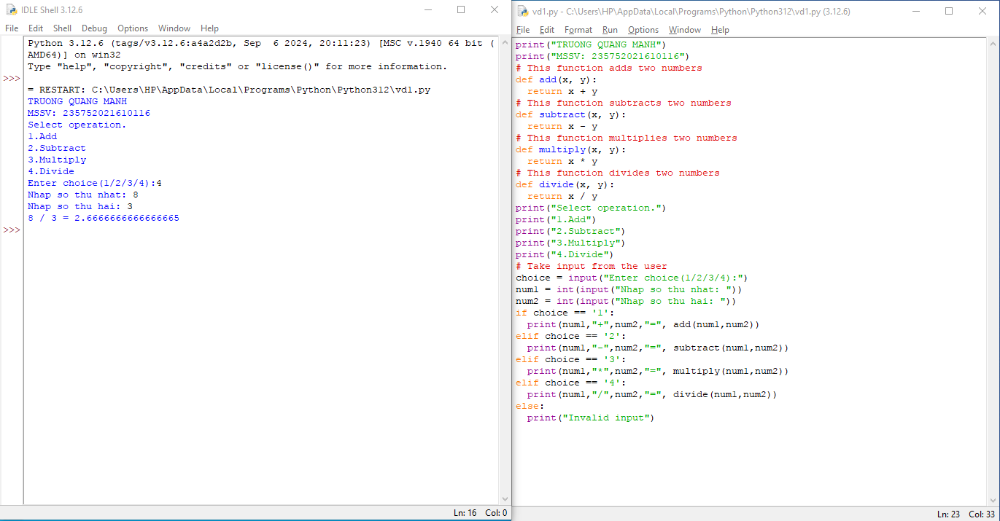 IDLE Shell 3.12.6
File Edit Shell Debug Options Window Help
Python 3.12.6 (tags/v3.12.6:a4a2d2b, Sep  6 2024, 20:11:23) [MSC v.1940 64 bit (
AMD64)] on win32
Type "help", "copyright", "credits" or "license()" for more information.
>>>
= RESTART: C:\Users\HP\AppData\Local\Programs\Python\Python312\vd1.py
TRUONG QUANG MANH
MSSV: 235752021610116
Select operation.
1.Add
2.Subtract
3.Multiply
4.Divide
Enter choice(1/2/3/4):4
Nhap so thu nhat: 8
Nhap so thu hai: 3
8 / 3 = 2.6666666666666665
>>>
Ln: 16 Col: 0
vd1.py - C:\Users\HP\AppData\Local\Programs\Python\Python312\vd1.py (3.12.6)
File Edit Format Run Options Window Help
print("TRUONG QUANG MANH")
print("MSSV: 235752021610116")
# This function adds two numbers
def add(x, y):
  return x + y
# This function subtracts two numbers
def subtract(x, y):
  return x - y
# This function multiplies two numbers
def multiply(x, y):
  return x * y
# This function divides two numbers
def divide(x, y):
  return x / y
print("Select operation.")
print("1.Add")
print("2.Subtract")
print("3.Multiply")
print("4.Divide")
# Take input from the user
choice = input("Enter choice(1/2/3/4):")
num1 = int(input("Nhap so thu nhat: "))
num2 = int(input("Nhap so thu hai: "))
if choice == '1':
  print(num1,"+",num2,"=", add(num1,num2))
elif choice == '2':
  print(num1,"-",num2,"=", subtract(num1,num2))
elif choice == '3':
  print(num1,"*",num2,"=", multiply(num1,num2))
elif choice == '4':
  print(num1,"/",num2,"=", divide(num1,num2))
else:
  print("Invalid input")
Ln: 23 Col: 33